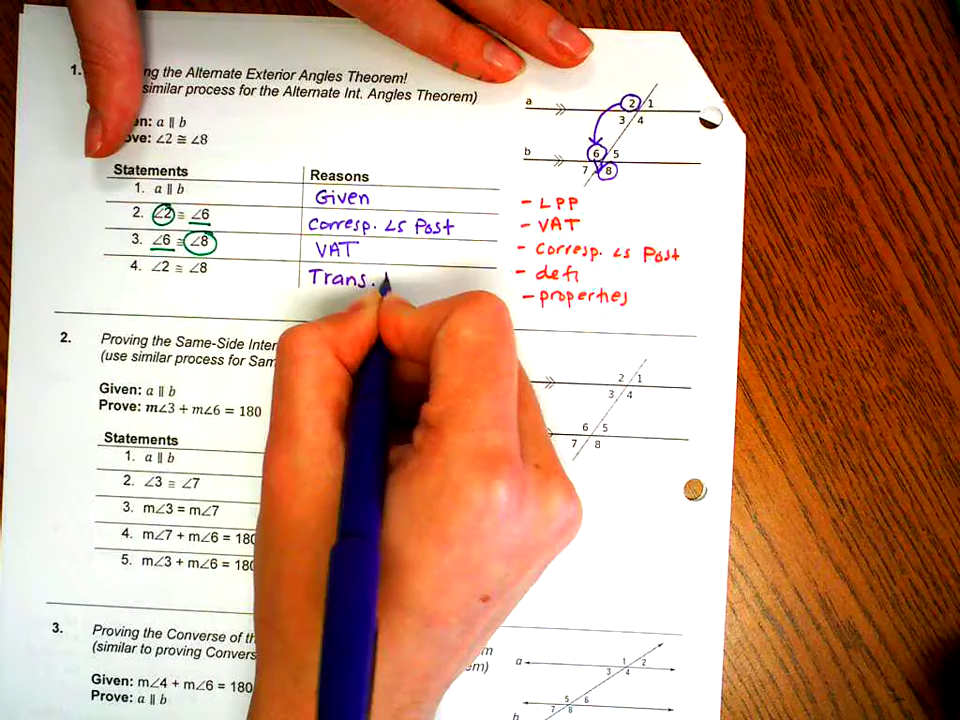 1. ng the Alternate Exterior Angles Theorem!
similar process for the Alternate Int. Angles Theorem)
en: a ∥ b
ove: ∠2 ≅ ∠8
Statements Reasons
1. a ∥ b Given
2. ∠2 ≅ ∠6 Corresp. ∠s Post
3. ∠6 ≅ ∠8 VAT
4. ∠2 ≅ ∠8 Trans.
a 2 1
3 4
b 6 5
7 8
- LPP
- VAT
- Corresp. ∠s Post
- defn
- properties
2. Proving the Same-Side Inter
(use similar process for Sam
Given: a ∥ b
Prove: m∠3 + m∠6 = 180
Statements
1. a ∥ b
2. ∠3 ≅ ∠7
3. m∠3 = m∠7
4. m∠7 + m∠6 = 180
5. m∠3 + m∠6 = 180
2 1
3 4
6 5
7 8
3. Proving the Converse of th m
(similar to proving Convers em)
Given: m∠4 + m∠6 = 180
Prove: a ∥ b
a 1 2
3 4
5 6
b 7 8